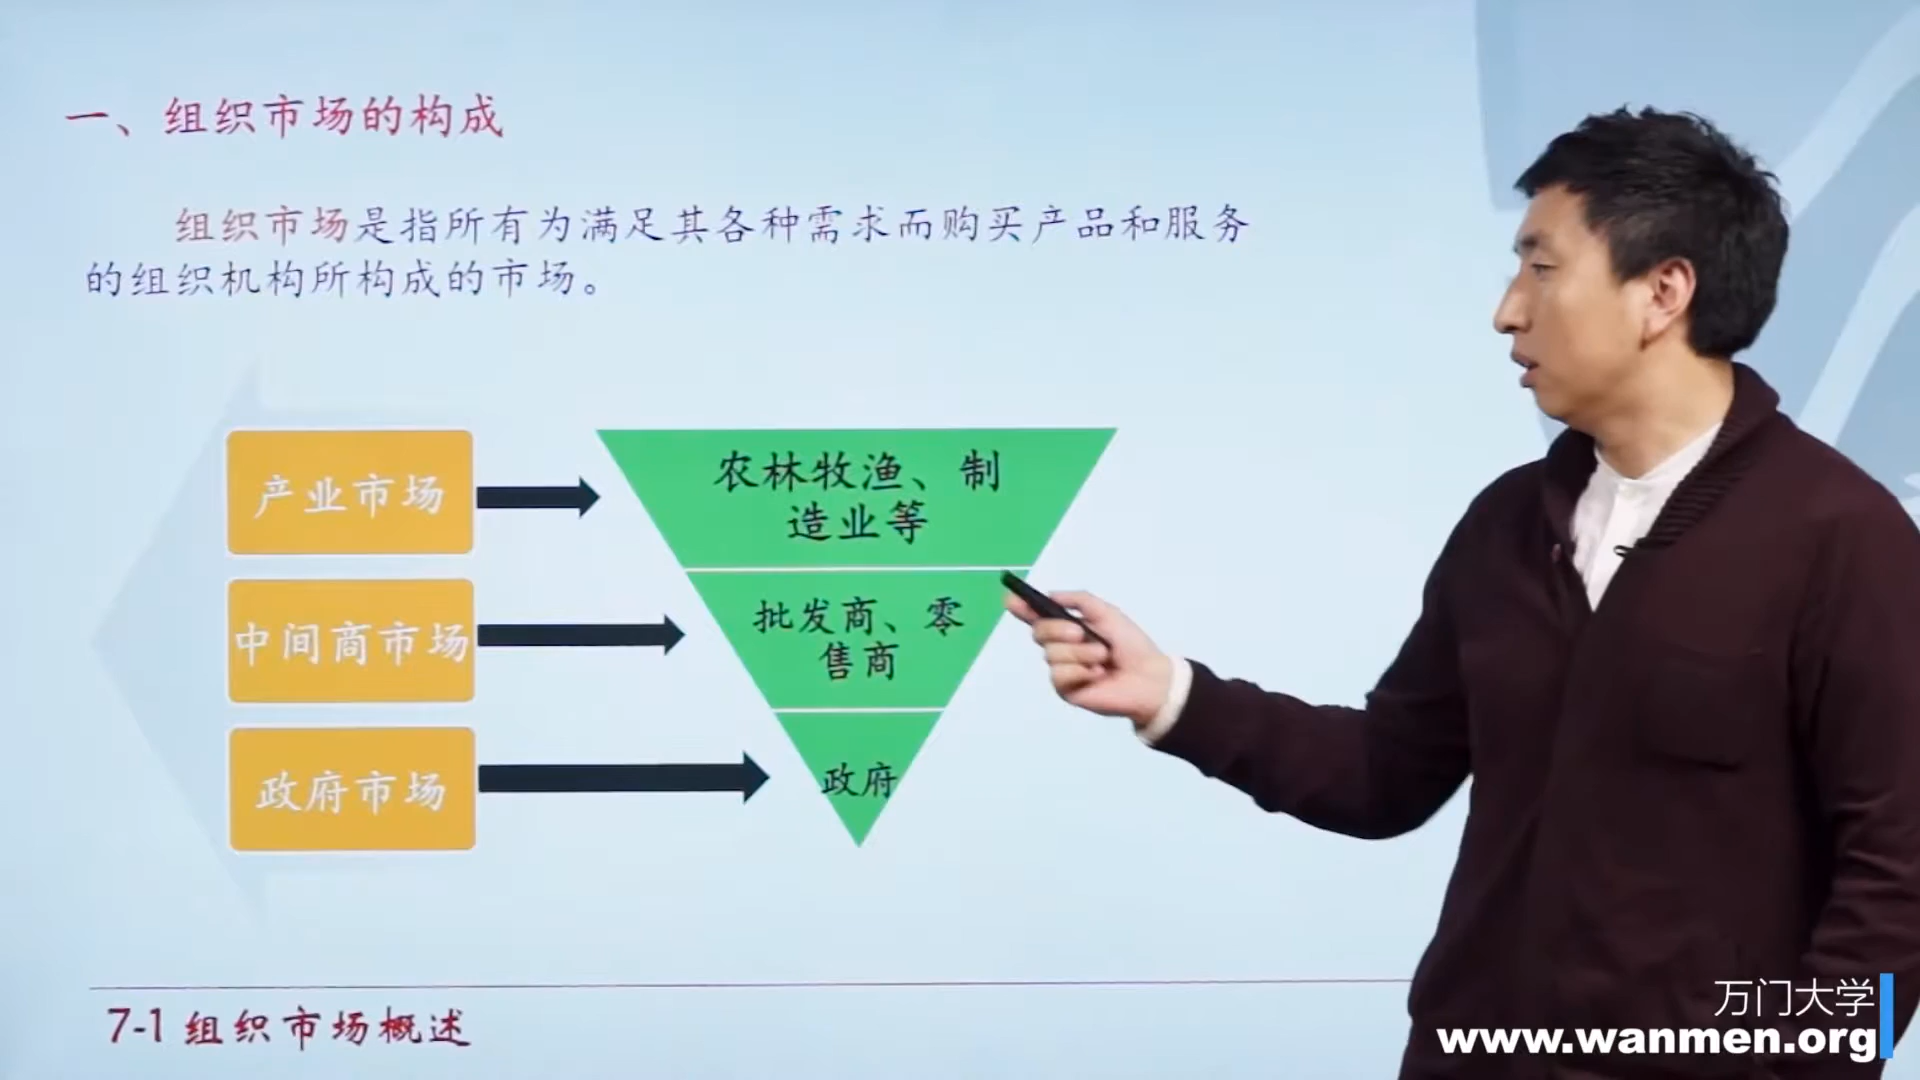 一、组织市场的构成
组织市场是指所有为满足其各种需求而购买产品和服务
的组织机构所构成的市场。
产业市场
农林牧渔、制
造业等
中间商市场
批发商、零
售商
政府市场
政府
7-1 组织市场概述
万门大学
www.wanmen.org